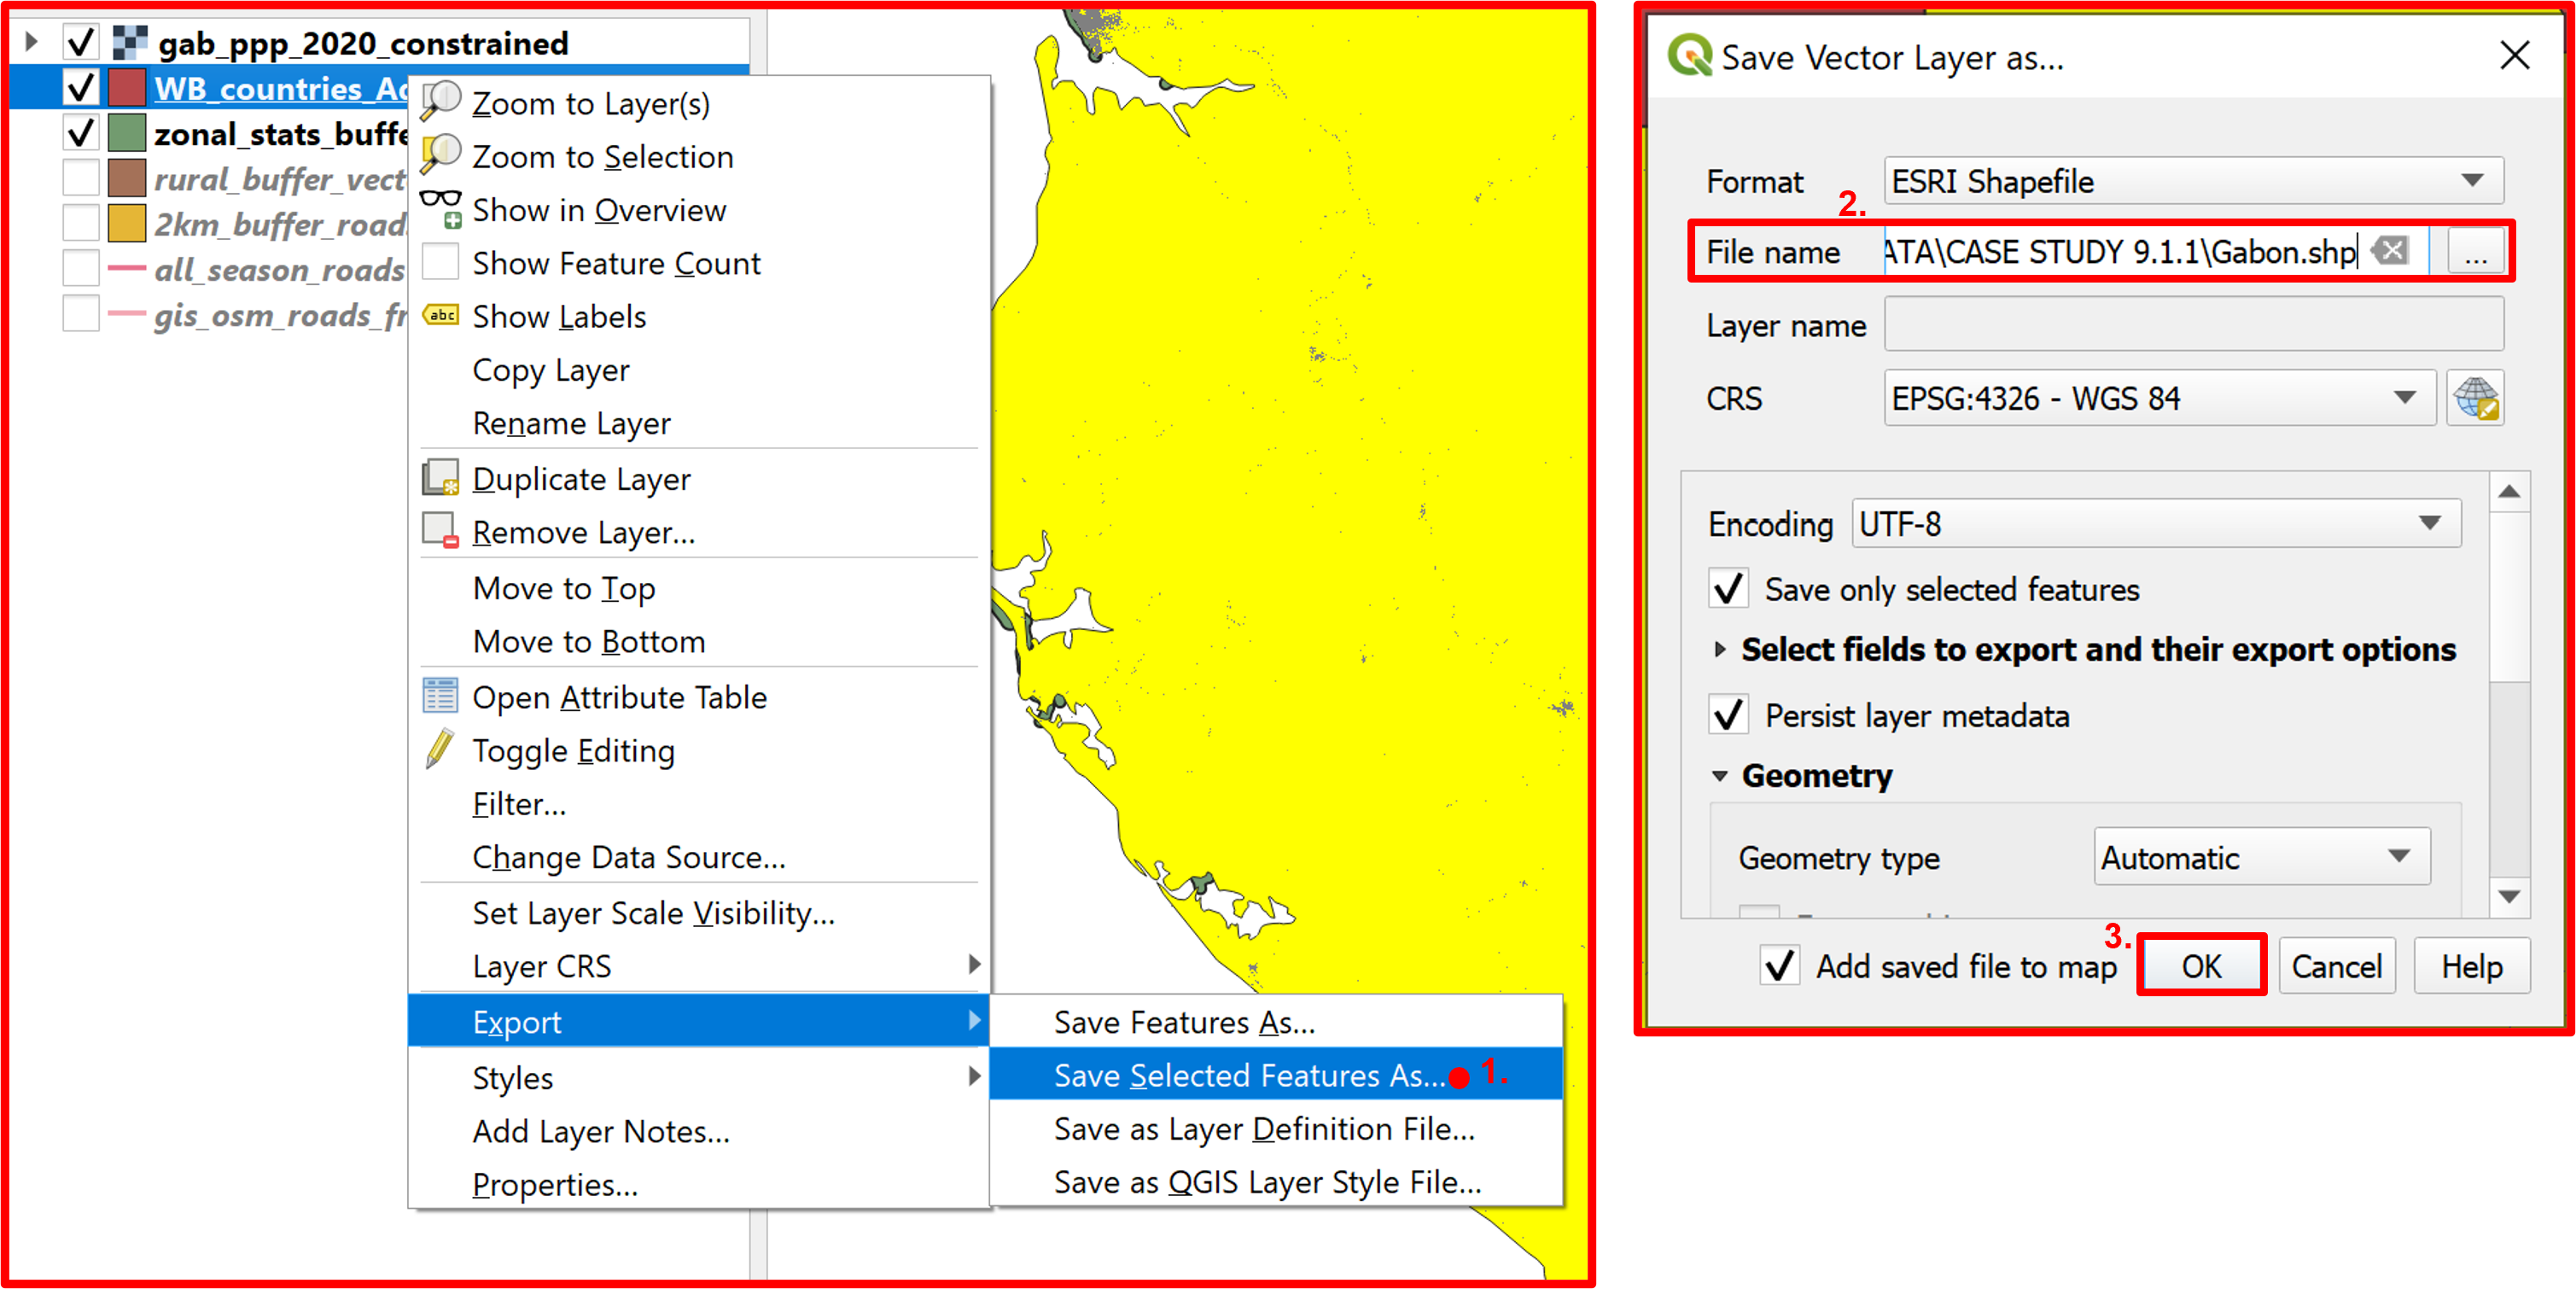 gab_ppp_2020_constrained
WB_countries_Ad
zonal_stats_buffe
rural_buffer_vect
2km_buffer_road
all_season_roads
gis_osm_roads_fr
Zoom to Layer(s)
Zoom to Selection
Show in Overview
Show Feature Count
abc Show Labels
Copy Layer
Rename Layer
Duplicate Layer
Remove Layer...
Move to Top
Move to Bottom
Open Attribute Table
Toggle Editing
Filter...
Change Data Source...
Set Layer Scale Visibility...
Layer CRS
Export
Styles
Add Layer Notes...
Properties...
Save Features As...
Save Selected Features As... 1.
Save as Layer Definition File...
Save as QGIS Layer Style File...
Save Vector Layer as...
Format ESRI Shapefile
2.
File name ATA\CASE STUDY 9.1.1\Gabon.shp ...
Layer name
CRS EPSG:4326 - WGS 84
Encoding UTF-8
Save only selected features
Select fields to export and their export options
Persist layer metadata
Geometry
Geometry type Automatic
3.
Add saved file to map OK Cancel Help